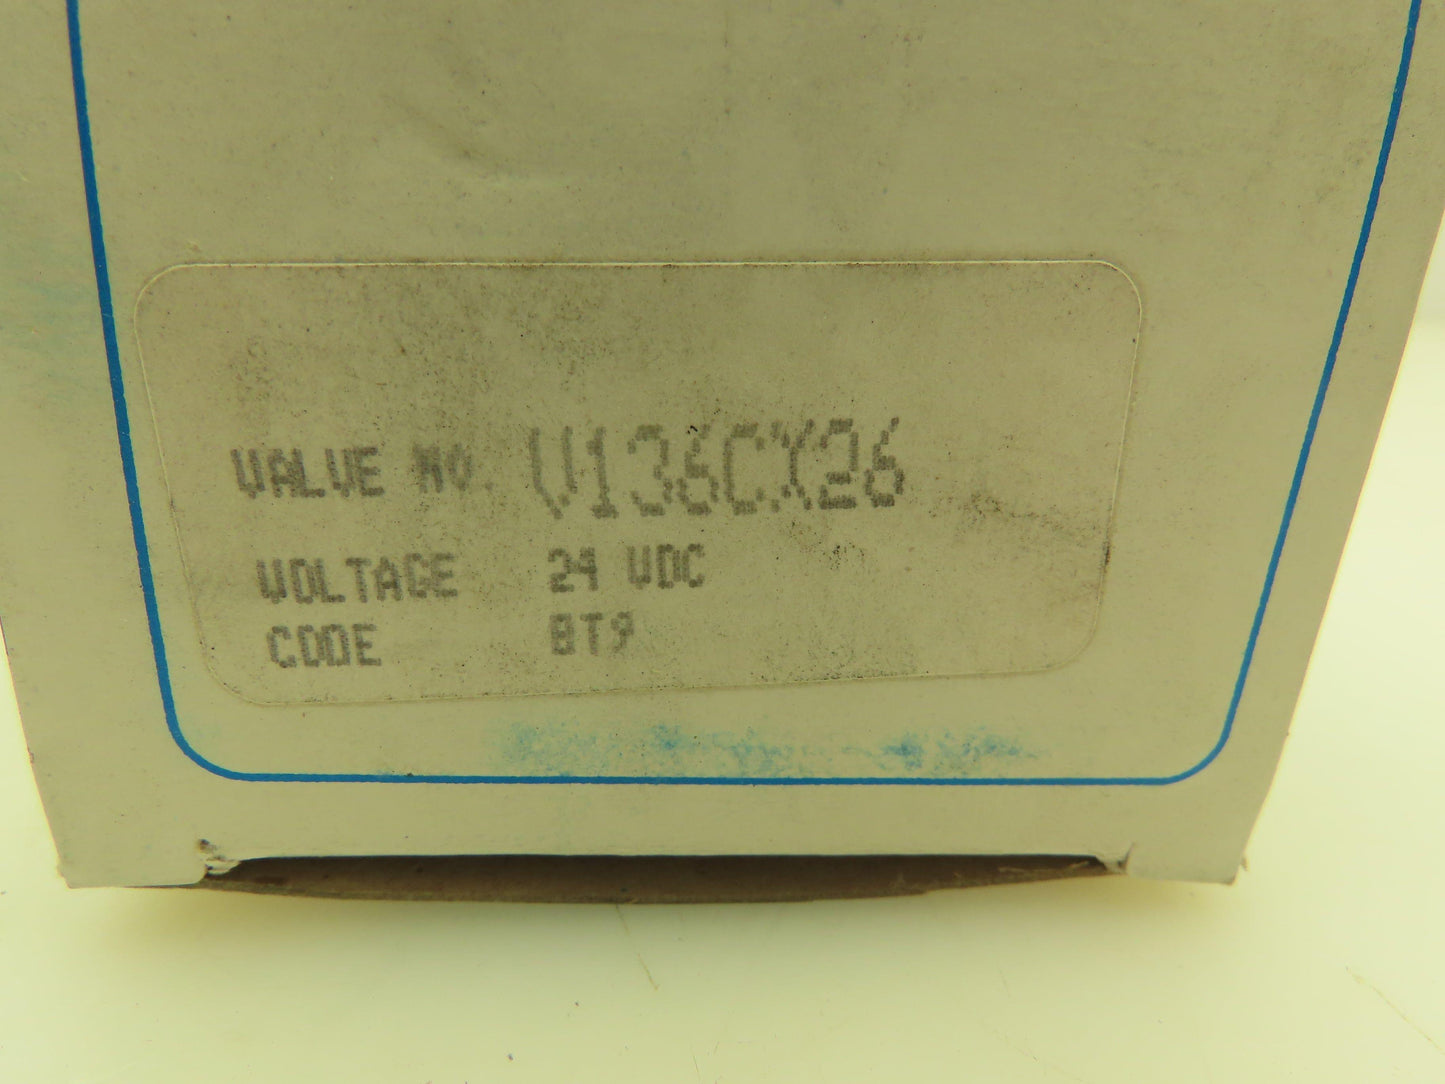 VALVE NO. V136CX26
VOLTAGE 24 VDC
CODE BT9